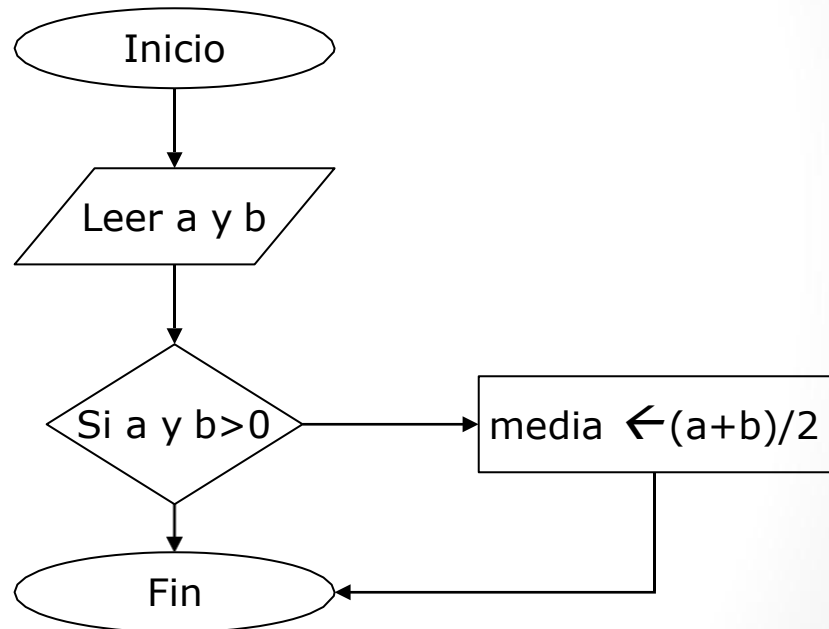 Inicio
Leer a y b
Si a y b>0
media ←(a+b)/2
Fin